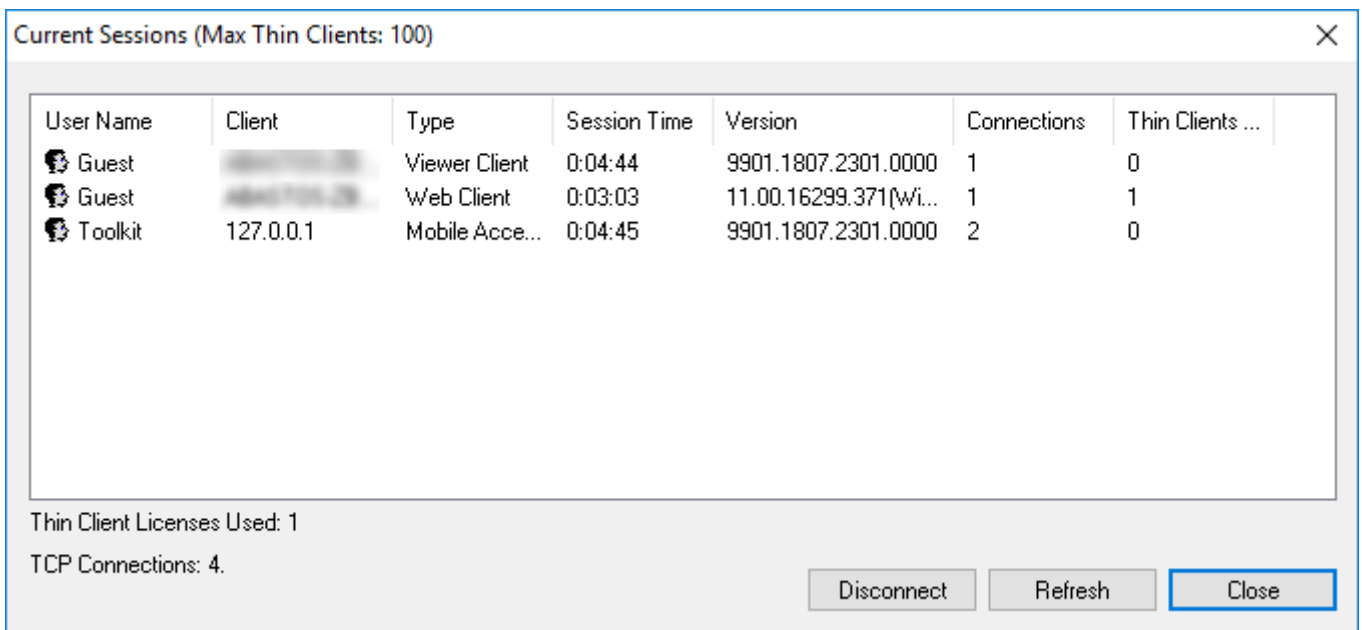 Current Sessions (Max Thin Clients: 100)
User Name Client Type Session Time Version Connections Thin Clients ...
Guest Viewer Client 0:04:44 9901.1807.2301.0000 1 0
Guest Web Client 0:03:03 11.00.16299.371(Wi... 1 1
Toolkit 127.0.0.1 Mobile Acce... 0:04:45 9901.1807.2301.0000 2 0
Thin Client Licenses Used: 1
TCP Connections: 4.
Disconnect Refresh Close